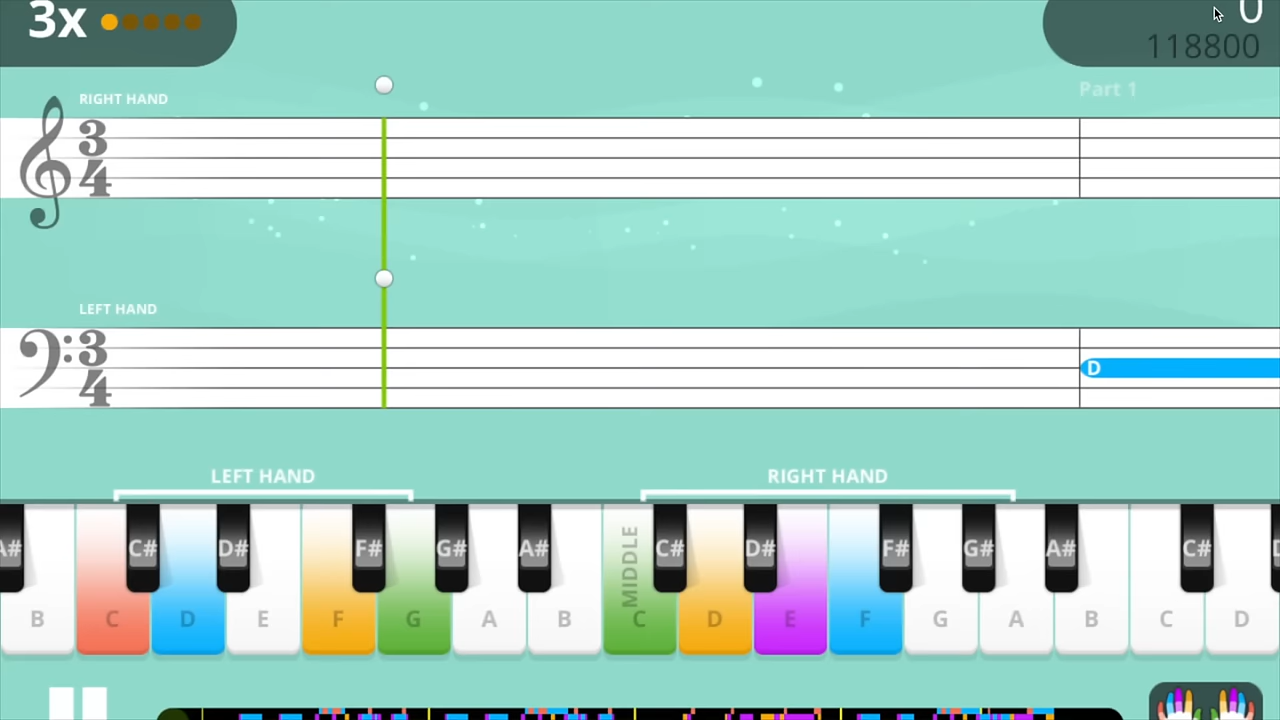 3x
0
118800
RIGHT HAND
Part 1
3
4
LEFT HAND
3
4
D
LEFT HAND
RIGHT HAND
A# C# D# F# G# A# MIDDLE C# D# F# G# A# C#
B C D E F G A B C D E F G A B C D